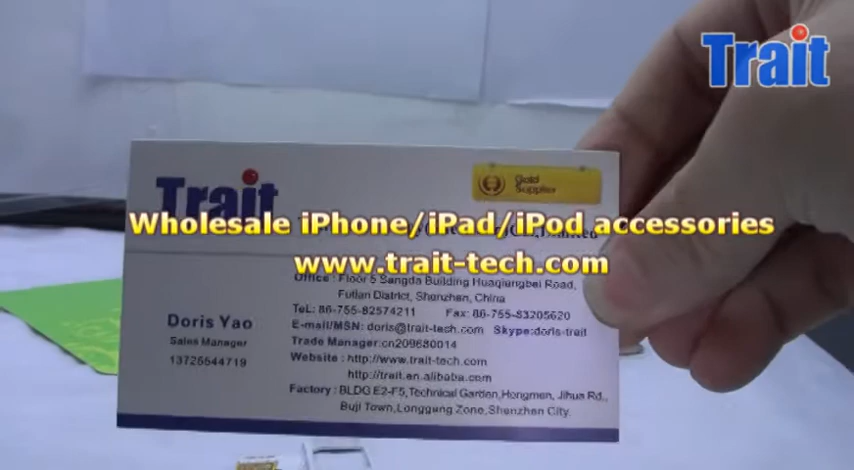 Trait
Trait
Gold
Supplier
Wholesale iPhone/iPad/iPod accessories
www.trait-tech.com
Office : Floor 5 Sangda Building Huaqiangbei Road,
Futian District, Shenzhen, China
TeL: 86-755-82574211 Fax: 86-755-83205620
E-mail/MSN: doris@trait-tech.com Skype:doris-trait
Trade Manager:cn209680014
Website : http://www.trait-tech.com
http://trait.en.alibaba.com
Factory : BLDG E2-F5,Technical Garden,Hongmen, Jihua Rd.,
Buji Town, Longgang Zone,Shenzhen City.
Doris Yao
Sales Manager
13725544719